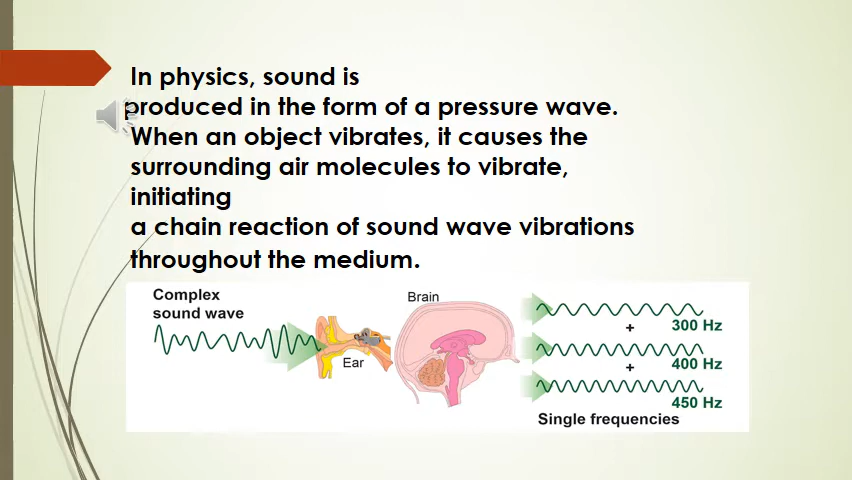 In physics, sound is
produced in the form of a pressure wave.
When an object vibrates, it causes the
surrounding air molecules to vibrate,
initiating
a chain reaction of sound wave vibrations
throughout the medium.
Complex
sound wave
Ear
Brain
+
300 Hz
+
400 Hz
450 Hz
Single frequencies